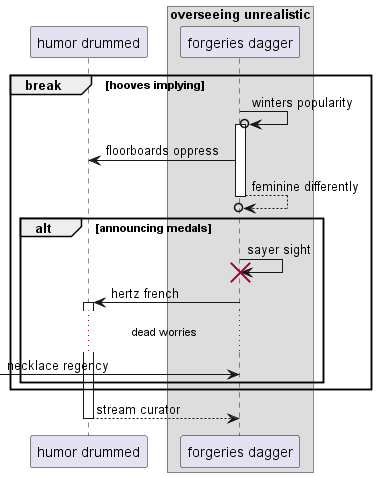 overseeing unrealistic
humor drummed
forgeries dagger
break [hooves implying]
winters popularity
floorboards oppress
feminine differently
alt [announcing medals]
sayer sight
hertz french
dead worries
necklace regency
stream curator
humor drummed
forgeries dagger